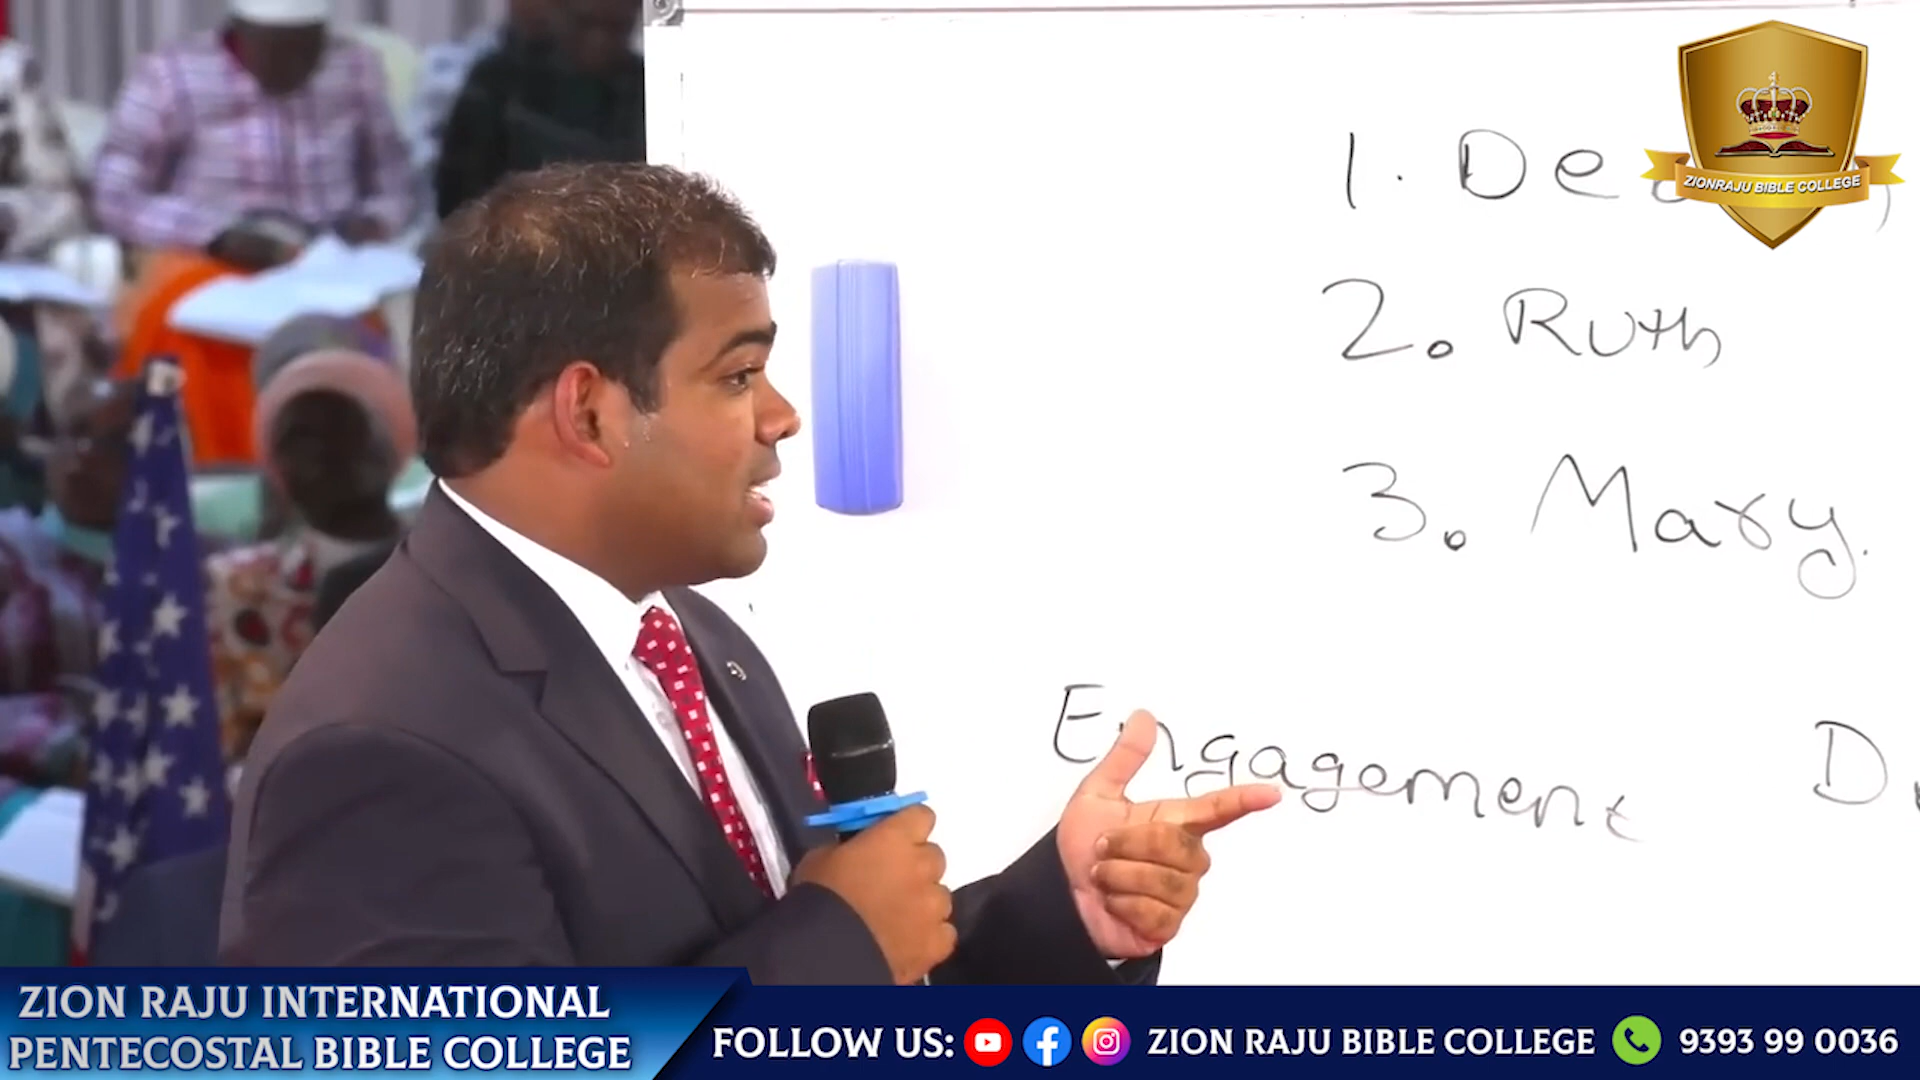 1. De
ZIONRAJU BIBLE COLLEGE
2. Ruth
3. Mary.
Engagement D
ZION RAJU INTERNATIONAL
PENTECOSTAL BIBLE COLLEGE
FOLLOW US: ZION RAJU BIBLE COLLEGE 9393 99 0036